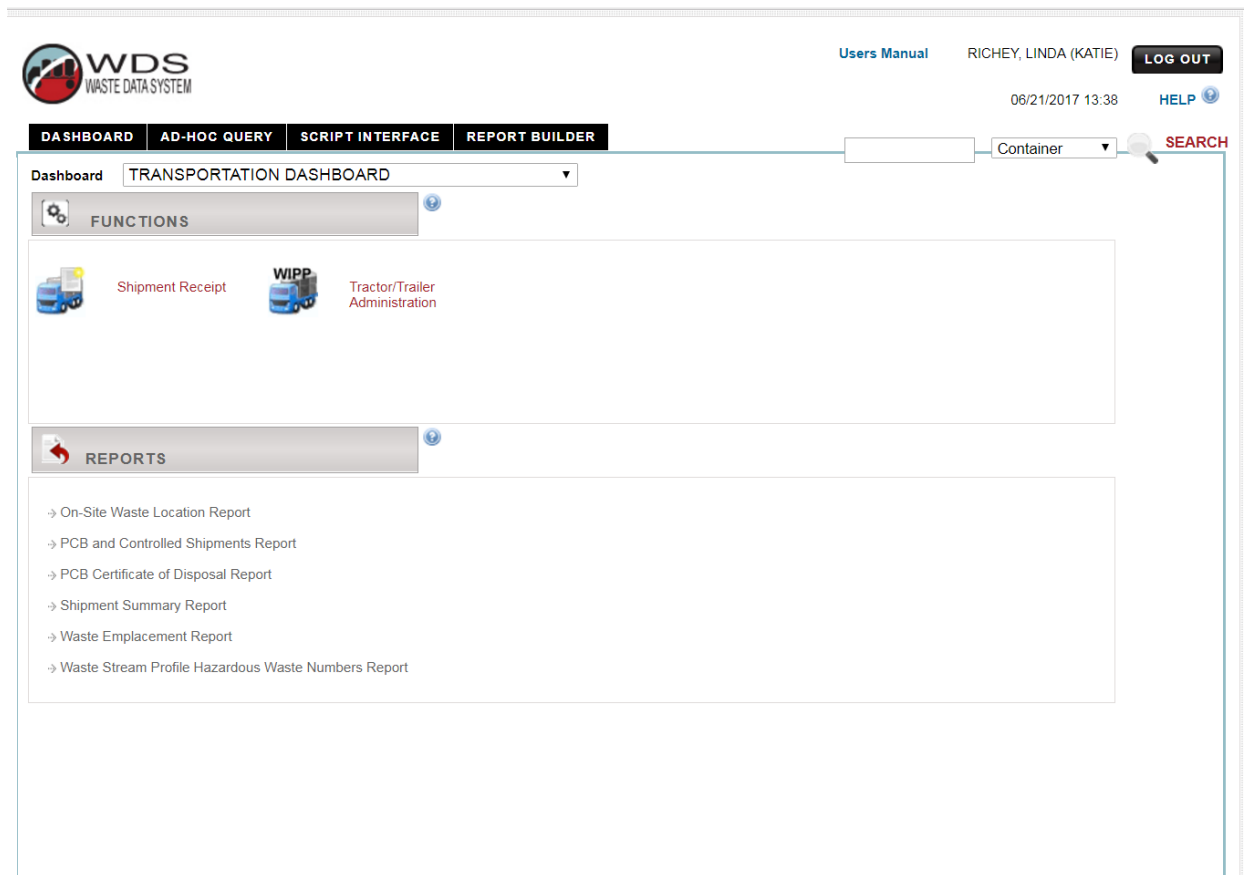 WDS
WASTE DATA SYSTEM
Users Manual
RICHEY, LINDA (KATIE)
LOG OUT
06/21/2017 13:38
HELP
DASHBOARD
AD-HOC QUERY
SCRIPT INTERFACE
REPORT BUILDER
Container
SEARCH
Dashboard
TRANSPORTATION DASHBOARD
FUNCTIONS
Shipment Receipt
WIPP
Tractor/Trailer
Administration
REPORTS
On-Site Waste Location Report
PCB and Controlled Shipments Report
PCB Certificate of Disposal Report
Shipment Summary Report
Waste Emplacement Report
Waste Stream Profile Hazardous Waste Numbers Report